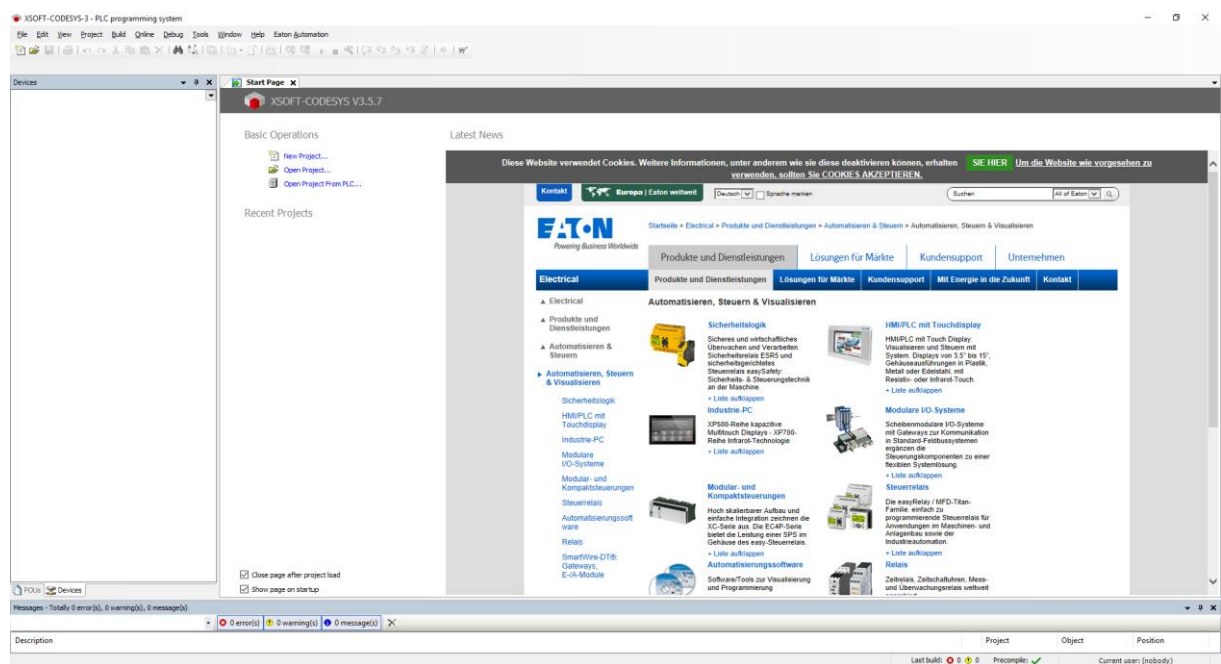 XSOFT-CODESYS-3 - PLC programming system
File Edit View Project Build Online Debug Tools Window Help Eaton Automation
Devices
Start Page
XSOFT-CODESYS V3.5.7
Basic Operations
New Project...
Open Project...
Open Project From PLC...
Recent Projects
Latest News
Diese Website verwendet Cookies. Weitere Informationen, unter anderem wie sie diese deaktivieren können, erhalten SIE HIER Um die Website wie vorgesehen zu
verwenden, sollten Sie COOKIES AKZEPTIEREN.
Kontakt Europa | Eaton weltweit Deutsch Sprache merken Suchen All of Eaton
EATON
Powering Business Worldwide
Startseite > Electrical > Produkte und Dienstleistungen > Automatisieren & Steuern > Automatisieren, Steuern & Visualisieren
Produkte und Dienstleistungen Lösungen für Märkte Kundensupport Unternehmen
Electrical
Produkte und Dienstleistungen Lösungen für Märkte Kundensupport Mit Energie in die Zukunft Kontakt
Electrical
Produkte und
Dienstleistungen
Automatisieren &
Steuern
Automatisieren, Steuern
& Visualisieren
Sicherheitslogik
HMI/PLC mit
Touchdisplay
Industrie-PC
Modulare
I/O-Systeme
Modular- und
Kompaktsteuerungen
Steuerrelais
Automatisierungssoft
ware
Relais
SmartWire-DT®:
Gateways,
E-/A-Module
Automatisieren, Steuern & Visualisieren
Sicherheitslogik
Sicheres und wirtschaftliches
Überwachen und Verarbeiten.
Sicherheitsrelais ESR5 und
sicherheitsgerichtetes
Steuerrelais easySafety:
Sicherheits- & Steuerungstechnik
an der Maschine.
+ Liste aufklappen
HMI/PLC mit Touchdisplay
HMI/PLC mit Touch Display:
Visualisieren und Steuern mit
System. Displays von 3.5" bis 15",
Gehäuseausführungen in Plastik,
Metall oder Edelstahl, mit
Resistiv- oder Infrarot-Touch.
+ Liste aufklappen
Industrie-PC
XP500-Reihe kapazitive
Multitouch Displays - XP700-
Reihe Infrarot-Technologie
+ Liste aufklappen
Modulare I/O-Systeme
Scheibenmodulare I/O-Systeme
mit Gateways zur Kommunikation
in Standard-Feldbussystemen
ergänzen die
Steuerungskomponenten zu einer
flexiblen Systemlösung.
+ Liste aufklappen
Modular- und
Kompaktsteuerungen
Hoch skalierbarer Aufbau und
einfache Integration zeichnen die
XC-Serie aus. Die EC4P-Serie
bietet die Leistung einer SPS im
Gehäuse des easy-Steuerrelais.
+ Liste aufklappen
Steuerrelais
Die easyRelay / MFD-Titan-
Familie: einfach zu
programmierende Steuerrelais für
Anwendungen im Maschinen- und
Anlagenbau sowie der
Industrieautomation.
+ Liste aufklappen
Automatisierungssoftware
Software/Tools zur Visualisierung
und Programmierung
Relais
Zeitrelais, Zeitschaltuhren, Mess-
und Überwachungsrelais weltweit
Close page after project load
Show page on startup
POUs Devices
Messages - Totally 0 error(s), 0 warning(s), 0 message(s)
0 error(s) 0 warning(s) 0 message(s)
Description Project Object Position
Last build: 0 0 Precompile: Current user: (nobody)